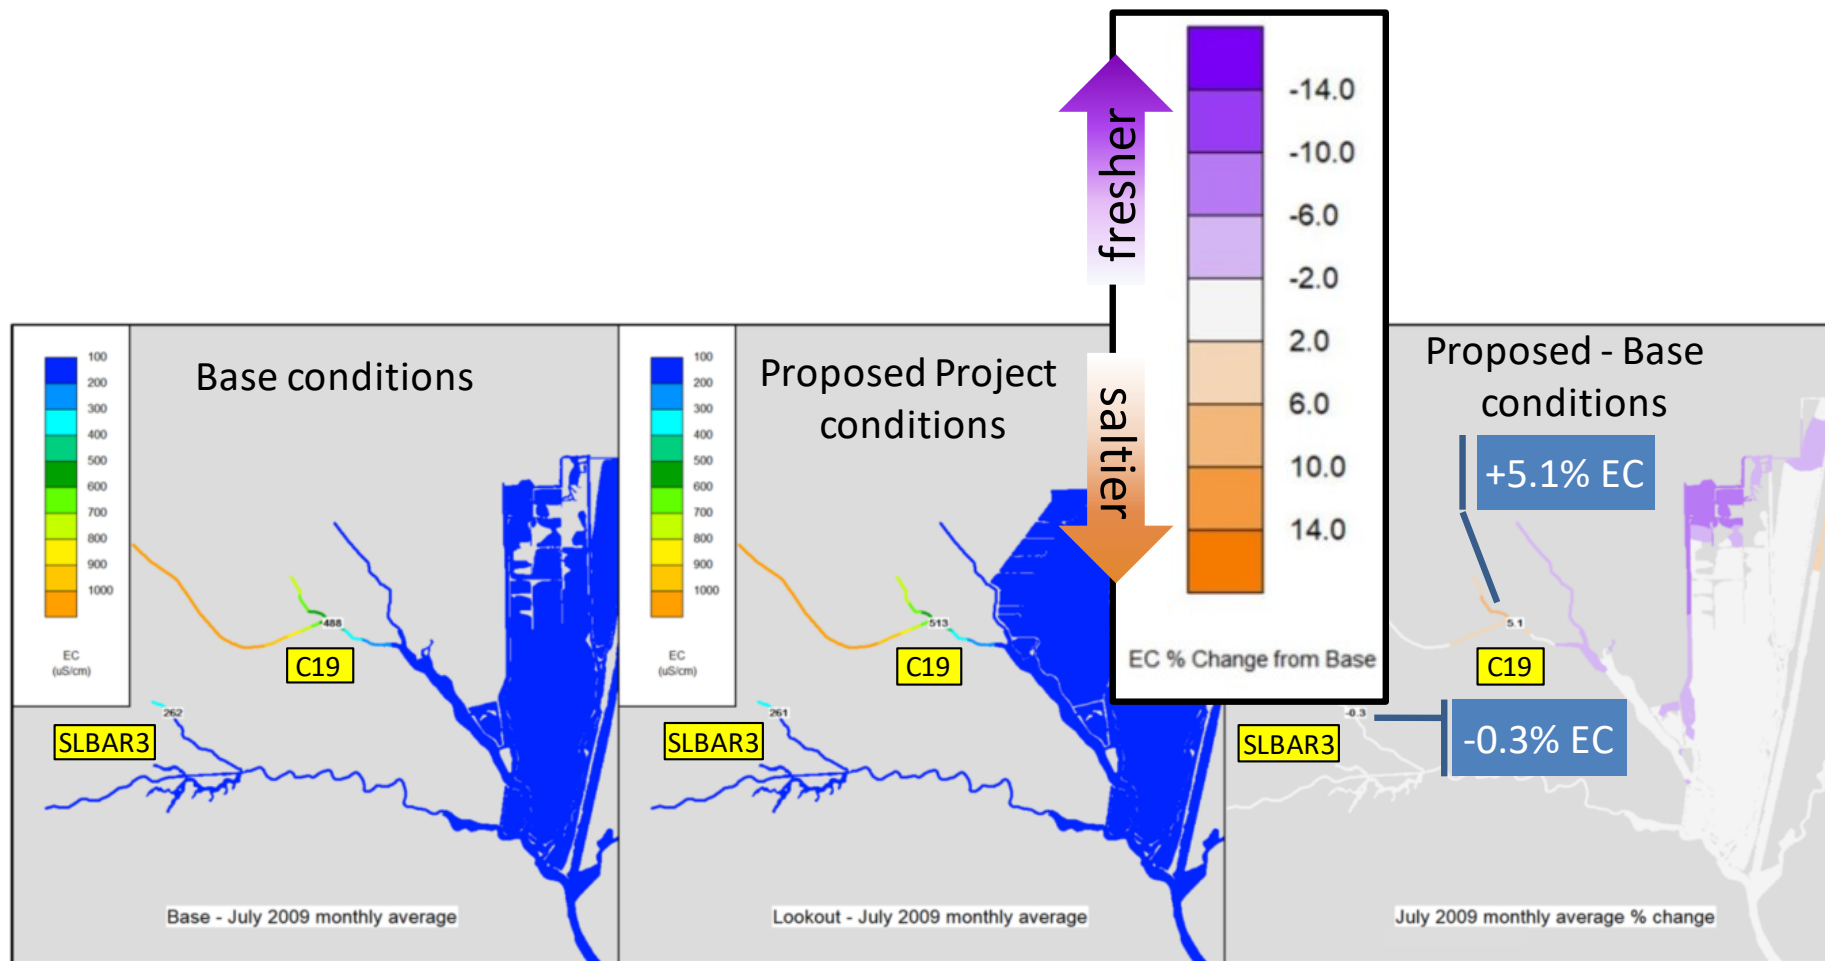 fresher
saltier
-14.0
-10.0
-6.0
-2.0
2.0
6.0
10.0
14.0
EC % Change from Base
100
200
300
400
500
600
700
800
900
1000
EC
(uS/cm)
Base conditions
488
C19
262
SLBAR3
Base - July 2009 monthly average
100
200
300
400
500
600
700
800
900
1000
EC
(uS/cm)
Proposed Project
conditions
513
C19
261
SLBAR3
Lookout - July 2009 monthly average
Proposed - Base
conditions
+5.1% EC
5.1
C19
-0.3
-0.3% EC
SLBAR3
July 2009 monthly average % change